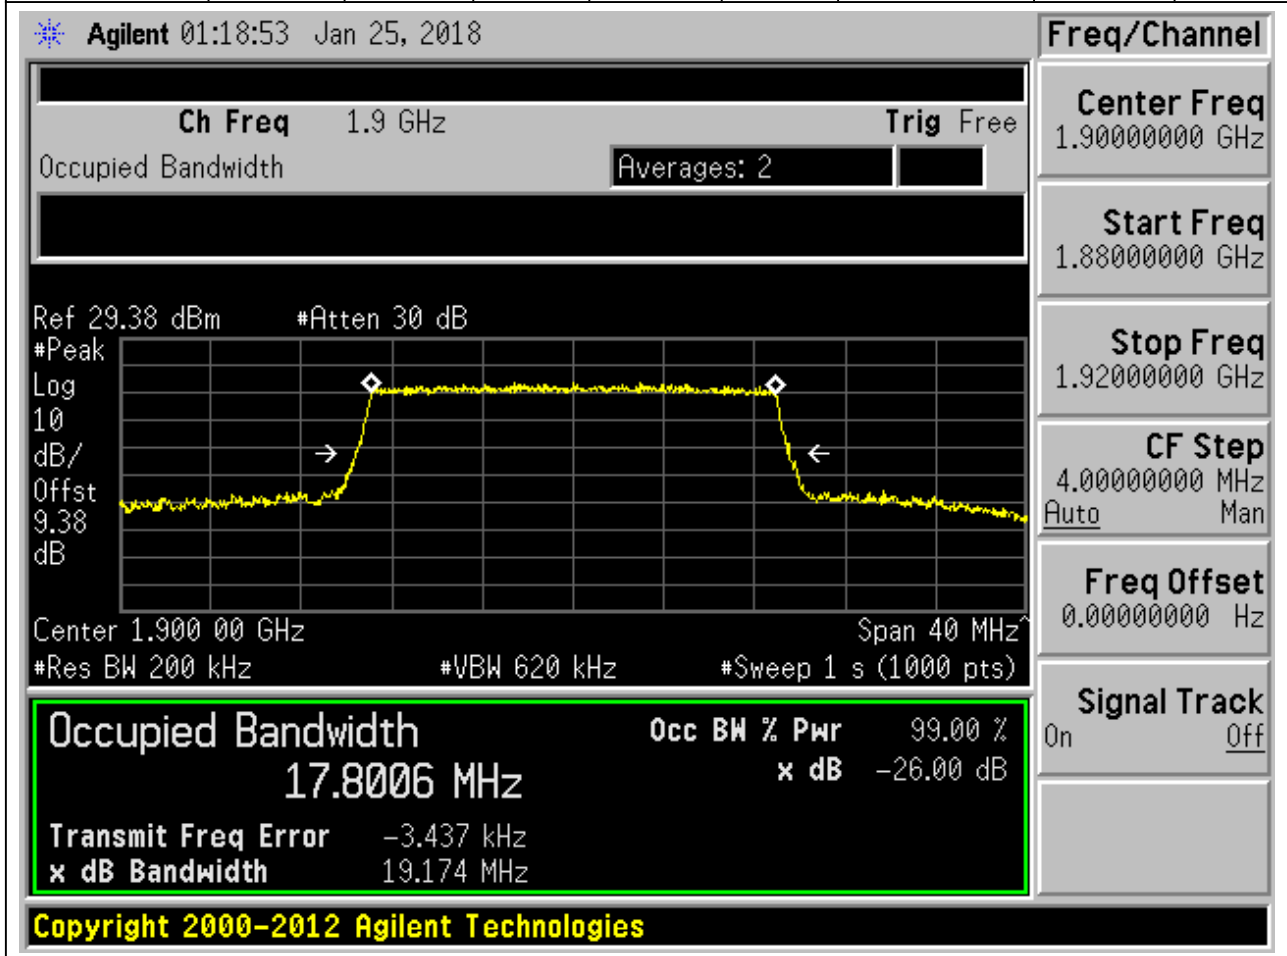 Agilent 01:18:53 Jan 25, 2018
Freq/Channel
Ch Freq 1.9 GHz Trig Free
Occupied Bandwidth Averages: 2
Ref 29.38 dBm #Atten 30 dB
#Peak
Log
10
dB/
Offst
9.38
dB
Center 1.900 00 GHz Span 40 MHz^
#Res BW 200 kHz #VBW 620 kHz #Sweep 1 s (1000 pts)
Occupied Bandwidth Occ BW % Pwr 99.00 %
17.8006 MHz x dB -26.00 dB
Transmit Freq Error -3.437 kHz
x dB Bandwidth 19.174 MHz
Center Freq
1.90000000 GHz
Start Freq
1.88000000 GHz
Stop Freq
1.92000000 GHz
CF Step
4.00000000 MHz
Auto Man
Freq Offset
0.00000000 Hz
Signal Track
On Off
Copyright 2000-2012 Agilent Technologies